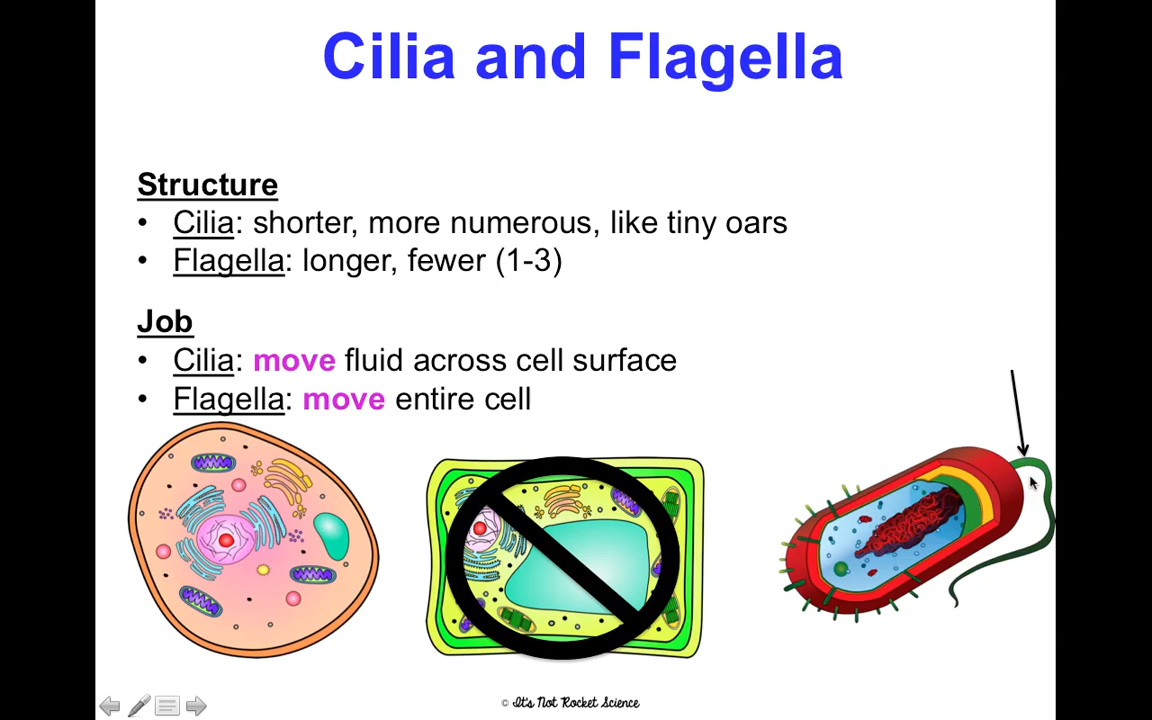 Cilia and Flagella
Structure
• Cilia: shorter, more numerous, like tiny oars
• Flagella: longer, fewer (1-3)
Job
• Cilia: move fluid across cell surface
• Flagella: move entire cell
© It's Not Rocket Science